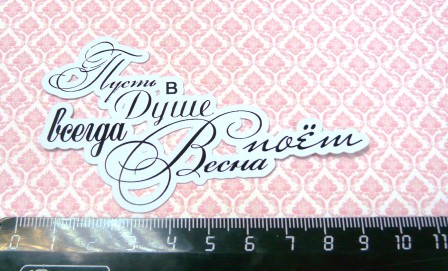 Пусть в
Душе
всегда
Весна поёт
0 1 2 3 4 5 6 7 8 9 10 11